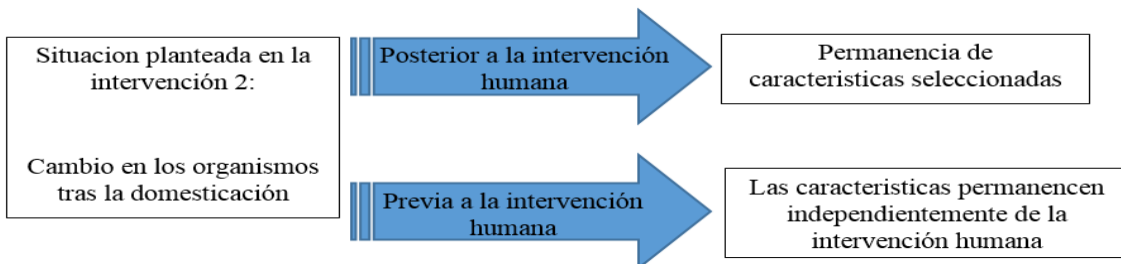 Situacion planteada en la
intervención 2:
Cambio en los organismos
tras la domesticación
Posterior a la intervención
humana
Permanencia de
caracteristicas seleccionadas
Previa a la intervención
humana
Las caracteristicas permanencen
independientemente de la
intervención humana